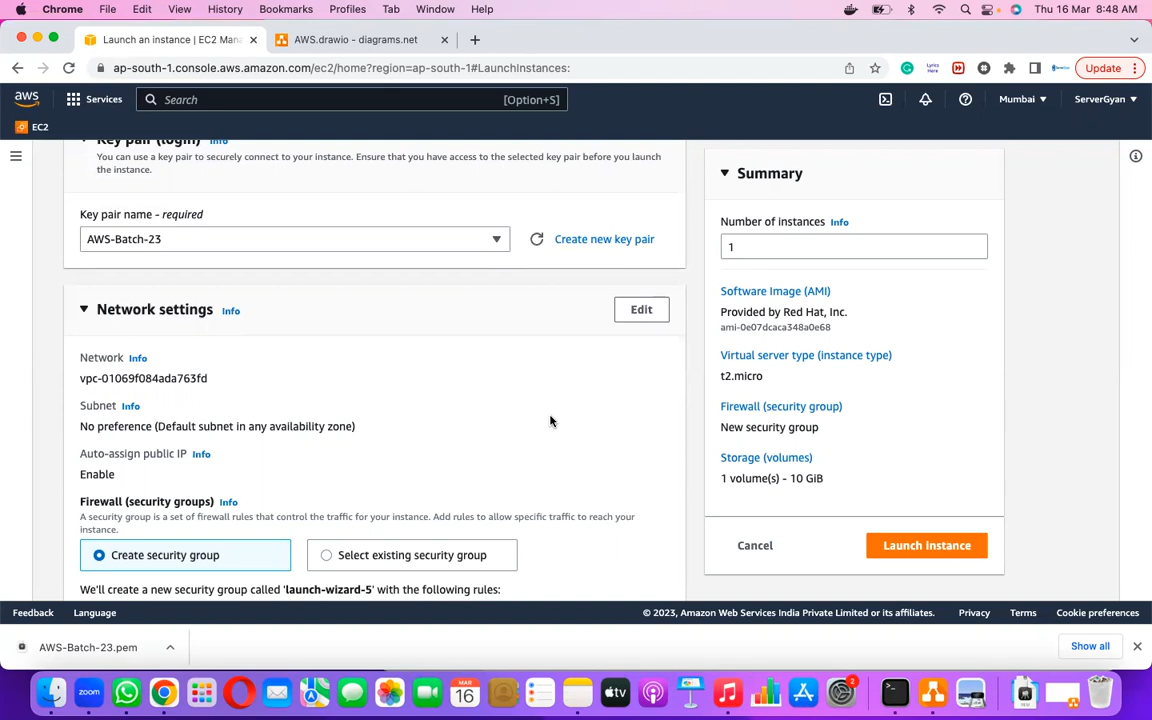 Chrome File Edit View History Bookmarks Profiles Tab Window Help Thu 16 Mar 8:48 AM
Launch an instance | EC2 Mana AWS.drawio - diagrams.net
ap-south-1.console.aws.amazon.com/ec2/home?region=ap-south-1#LaunchInstances: Update
aws Services Search [Option+S] Mumbai ServerGyan
EC2
Key pair (login) Info
You can use a key pair to securely connect to your instance. Ensure that you have access to the selected key pair before you launch
the instance.
Key pair name - required
AWS-Batch-23 Create new key pair
Network settings Info Edit
Network Info
vpc-01069f084ada763fd
Subnet Info
No preference (Default subnet in any availability zone)
Auto-assign public IP Info
Enable
Firewall (security groups) Info
A security group is a set of firewall rules that control the traffic for your instance. Add rules to allow specific traffic to reach your
instance.
Create security group Select existing security group
We'll create a new security group called 'launch-wizard-5' with the following rules:
Summary
Number of instances Info
1
Software Image (AMI)
Provided by Red Hat, Inc.
ami-0e07dcaca348a0e68
Virtual server type (instance type)
t2.micro
Firewall (security group)
New security group
Storage (volumes)
1 volume(s) - 10 GiB
Cancel Launch instance
Feedback Language © 2023, Amazon Web Services India Private Limited or its affiliates. Privacy Terms Cookie preferences
AWS-Batch-23.pem Show all
zoom MAR 16 tv 2